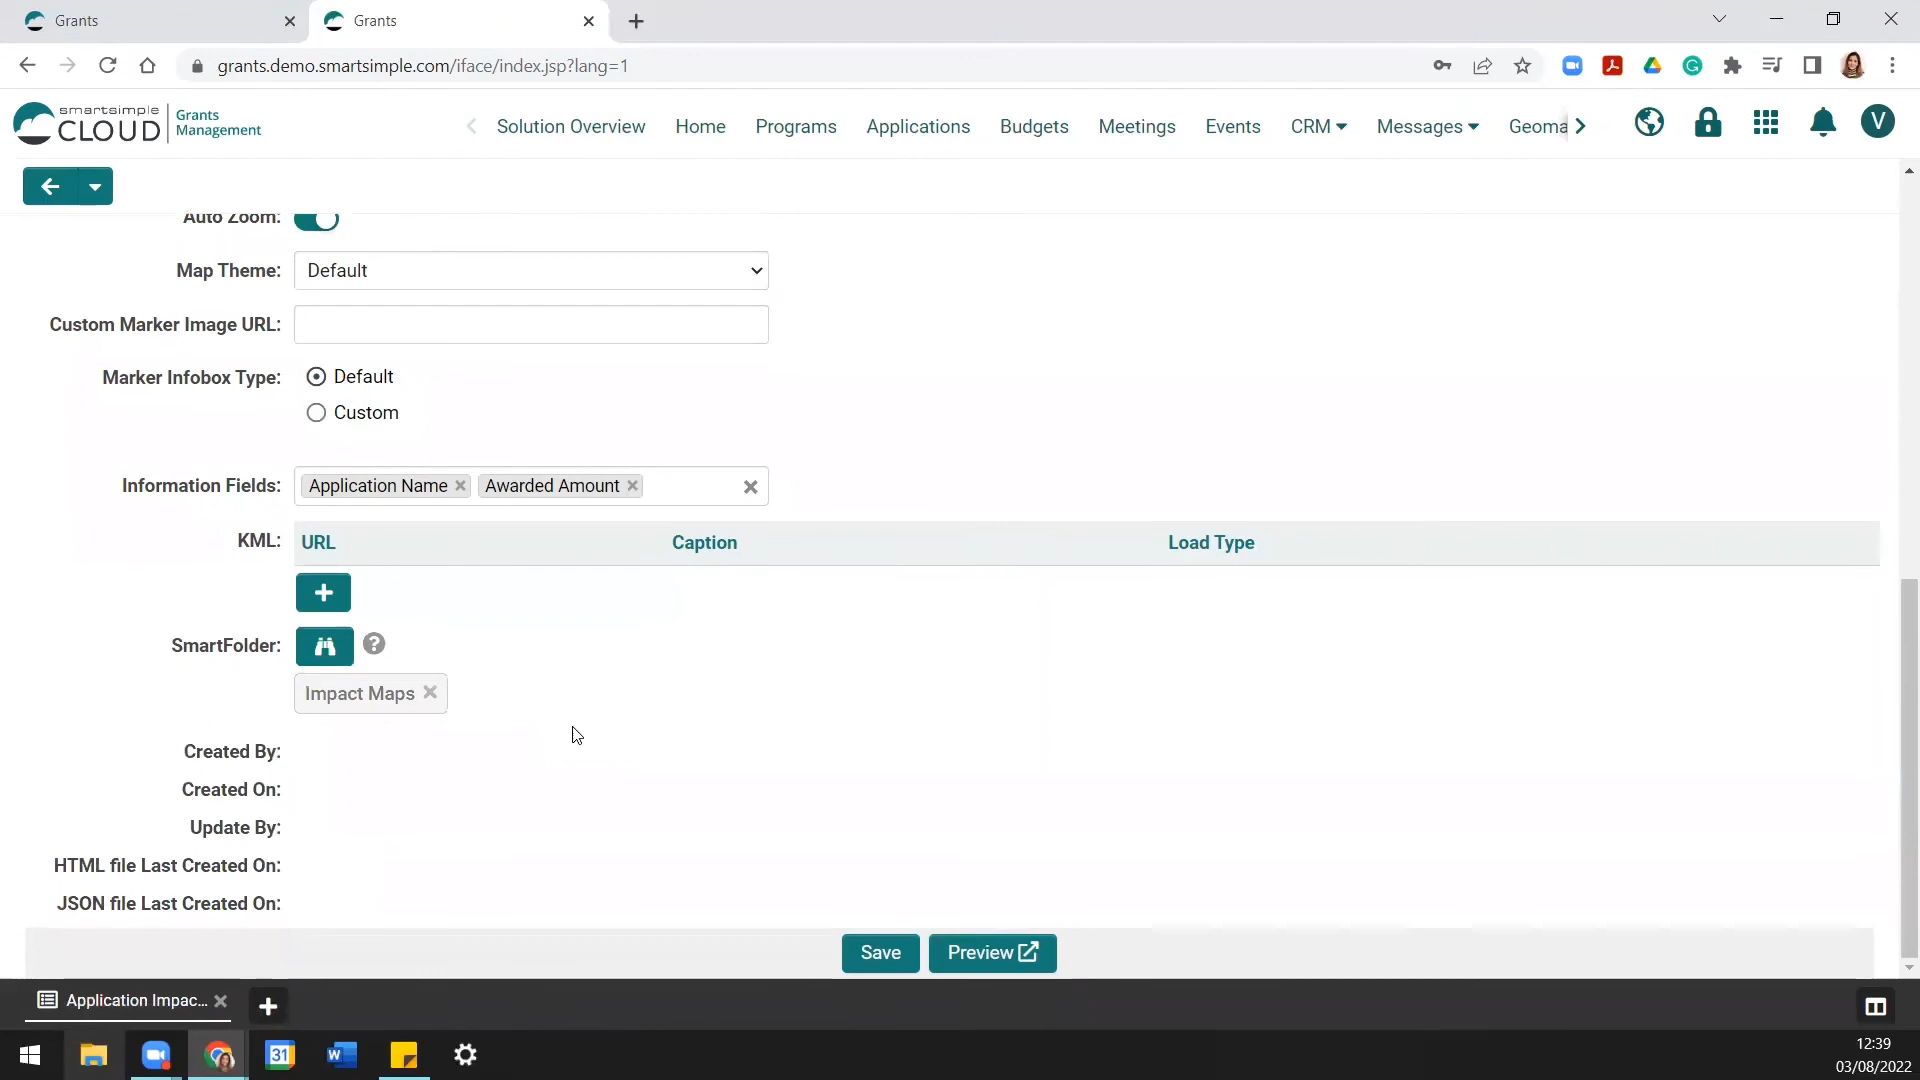 Grants
Grants
grants.demo.smartsimple.com/iface/index.jsp?lang=1
smartsimple
CLOUD
Grants
Management
Solution Overview
Home
Programs
Applications
Budgets
Meetings
Events
CRM
Messages
Geoma
V
Auto Zoom:
Map Theme:
Default
Custom Marker Image URL:
Marker Infobox Type:
Default
Custom
Information Fields:
Application Name
Awarded Amount
KML:
URL
Caption
Load Type
SmartFolder:
?
Impact Maps
Created By:
Created On:
Update By:
HTML file Last Created On:
JSON file Last Created On:
Save
Preview
Application Impac...
31
W
12:39
03/08/2022